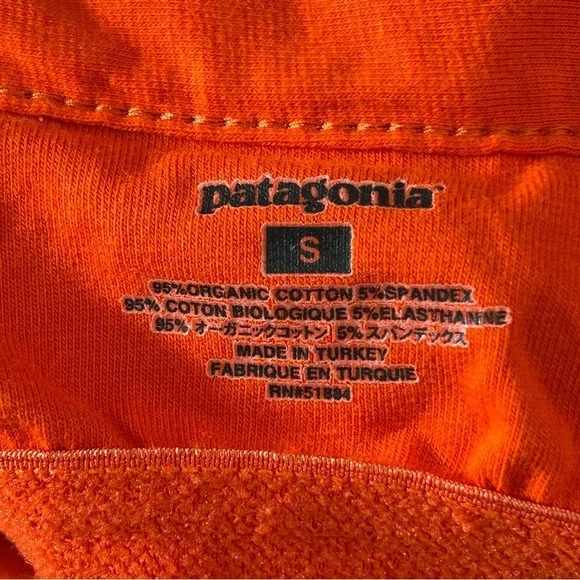 patagonia
S
95%ORGANIC COTTON 5%SPANDEX
95% COTON BIOLOGIQUE 5%ELASTHANNE
95% オーガニックコットン 5% スパンデックス
MADE IN TURKEY
FABRIQUE EN TURQUIE
RN#51884